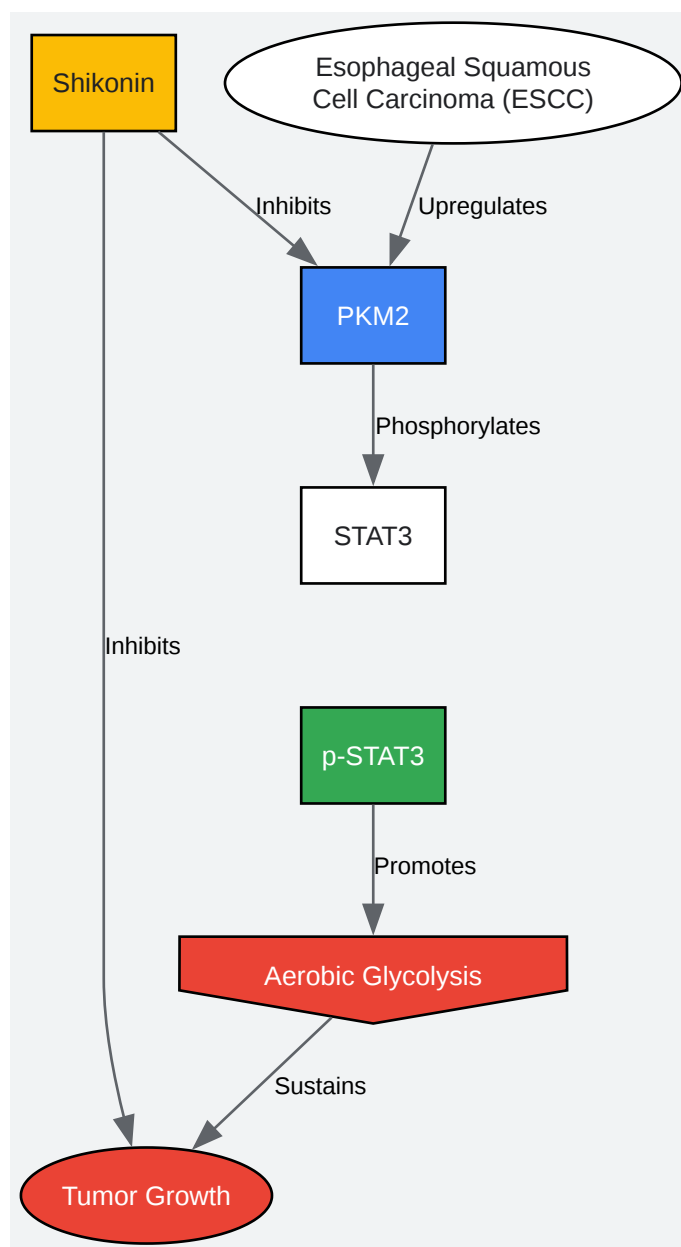 Shikonin
Esophageal Squamous
Cell Carcinoma (ESCC)
Inhibits
Upregulates
PKM2
Phosphorylates
STAT3
Inhibits
p-STAT3
Promotes
Aerobic Glycolysis
Sustains
Tumor Growth